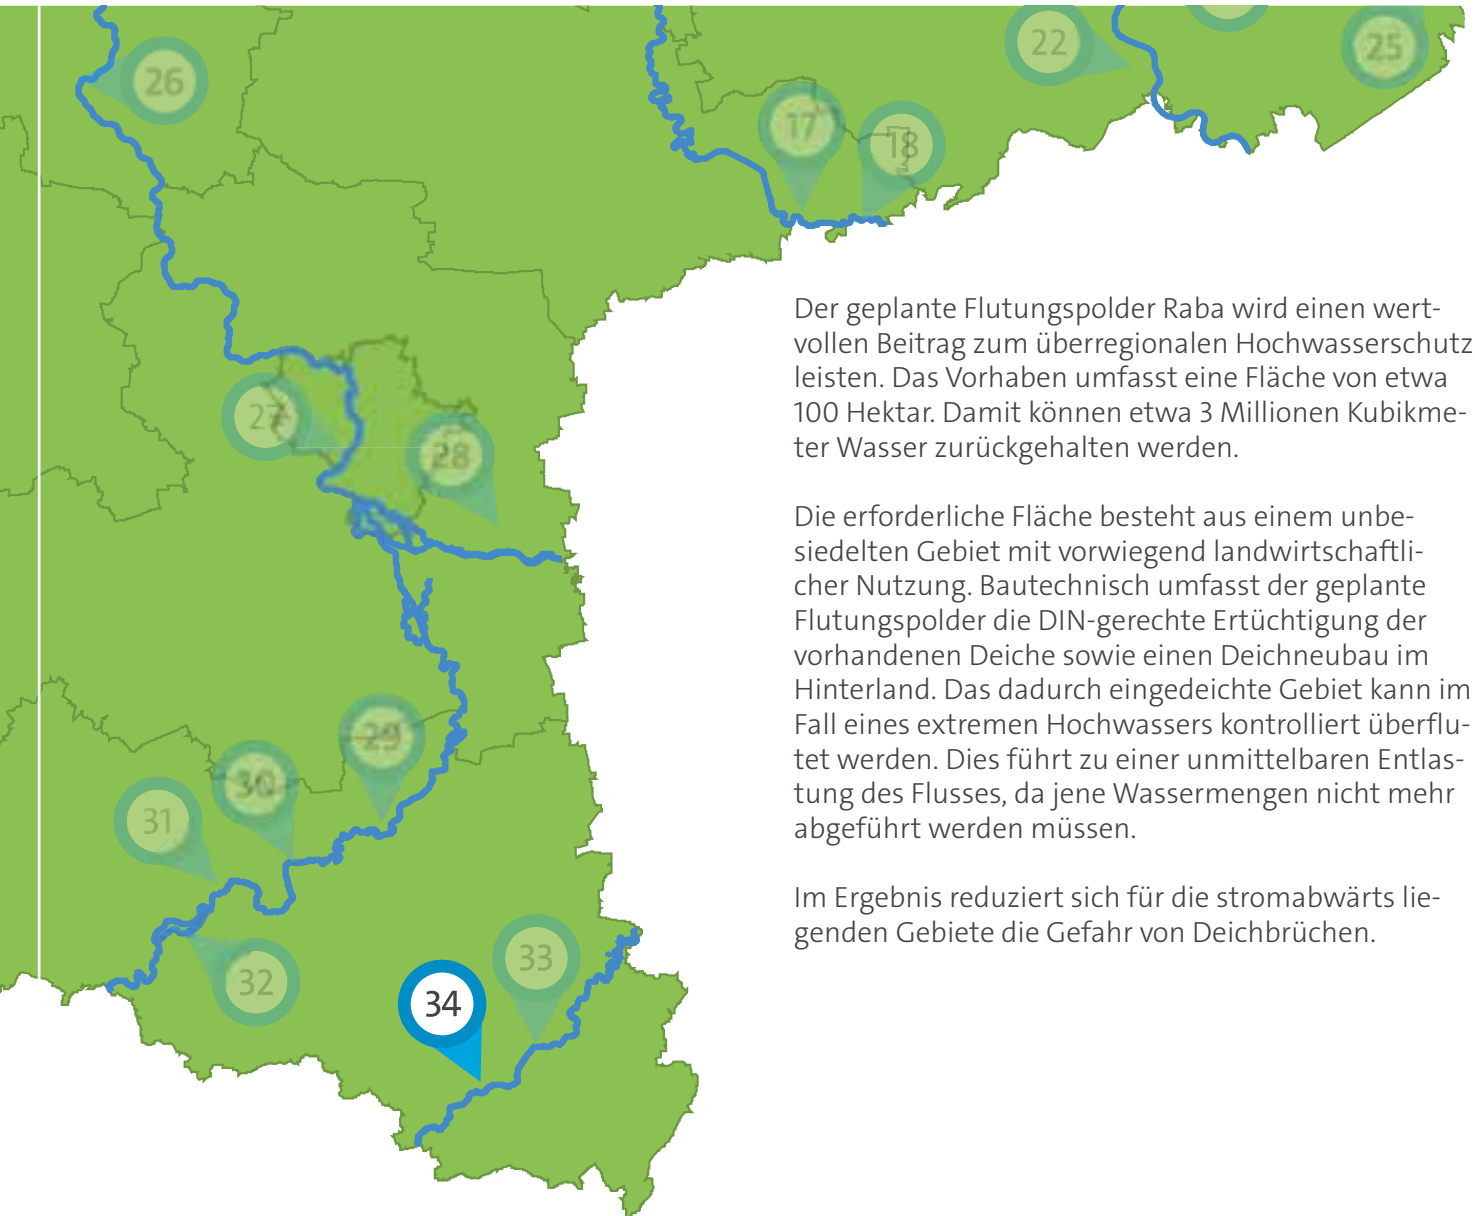 22
25
26
17
18
Der geplante Flutungspolder Raba wird einen wert-
vollen Beitrag zum überregionalen Hochwasserschutz
leisten. Das Vorhaben umfasst eine Fläche von etwa
100 Hektar. Damit können etwa 3 Millionen Kubikme-
ter Wasser zurückgehalten werden.
Die erforderliche Fläche besteht aus einem unbe-
siedelten Gebiet mit vorwiegend landwirtschaftli-
cher Nutzung. Bautechnisch umfasst der geplante
Flutungspolder die DIN-gerechte Ertüchtigung der
vorhandenen Deiche sowie einen Deichneubau im
Hinterland. Das dadurch eingedeichte Gebiet kann im
Fall eines extremen Hochwassers kontrolliert überflu-
tet werden. Dies führt zu einer unmittelbaren Entlas-
tung des Flusses, da jene Wassermengen nicht mehr
abgeführt werden müssen.
Im Ergebnis reduziert sich für die stromabwärts lie-
genden Gebiete die Gefahr von Deichbrüchen.
27
28
29
30
31
32
33
34